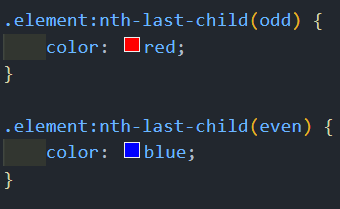 .element:nth-last-child(odd) {
    color: red;
}

.element:nth-last-child(even) {
    color: blue;
}